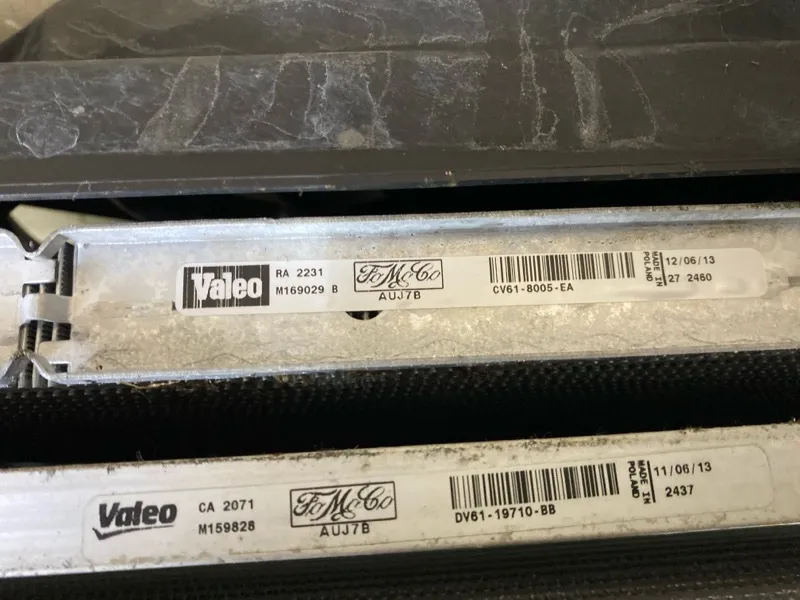 Valeo
RA 2231
M169029 B
FoMoCo
AUJ7B
CV61-8005-EA
MADE IN
POLAND
12/06/13
27 2460
Valeo
CA 2071
M159828
FoMoCo
AUJ7B
DV61-19710-BB
MADE IN
POLAND
11/06/13
2437